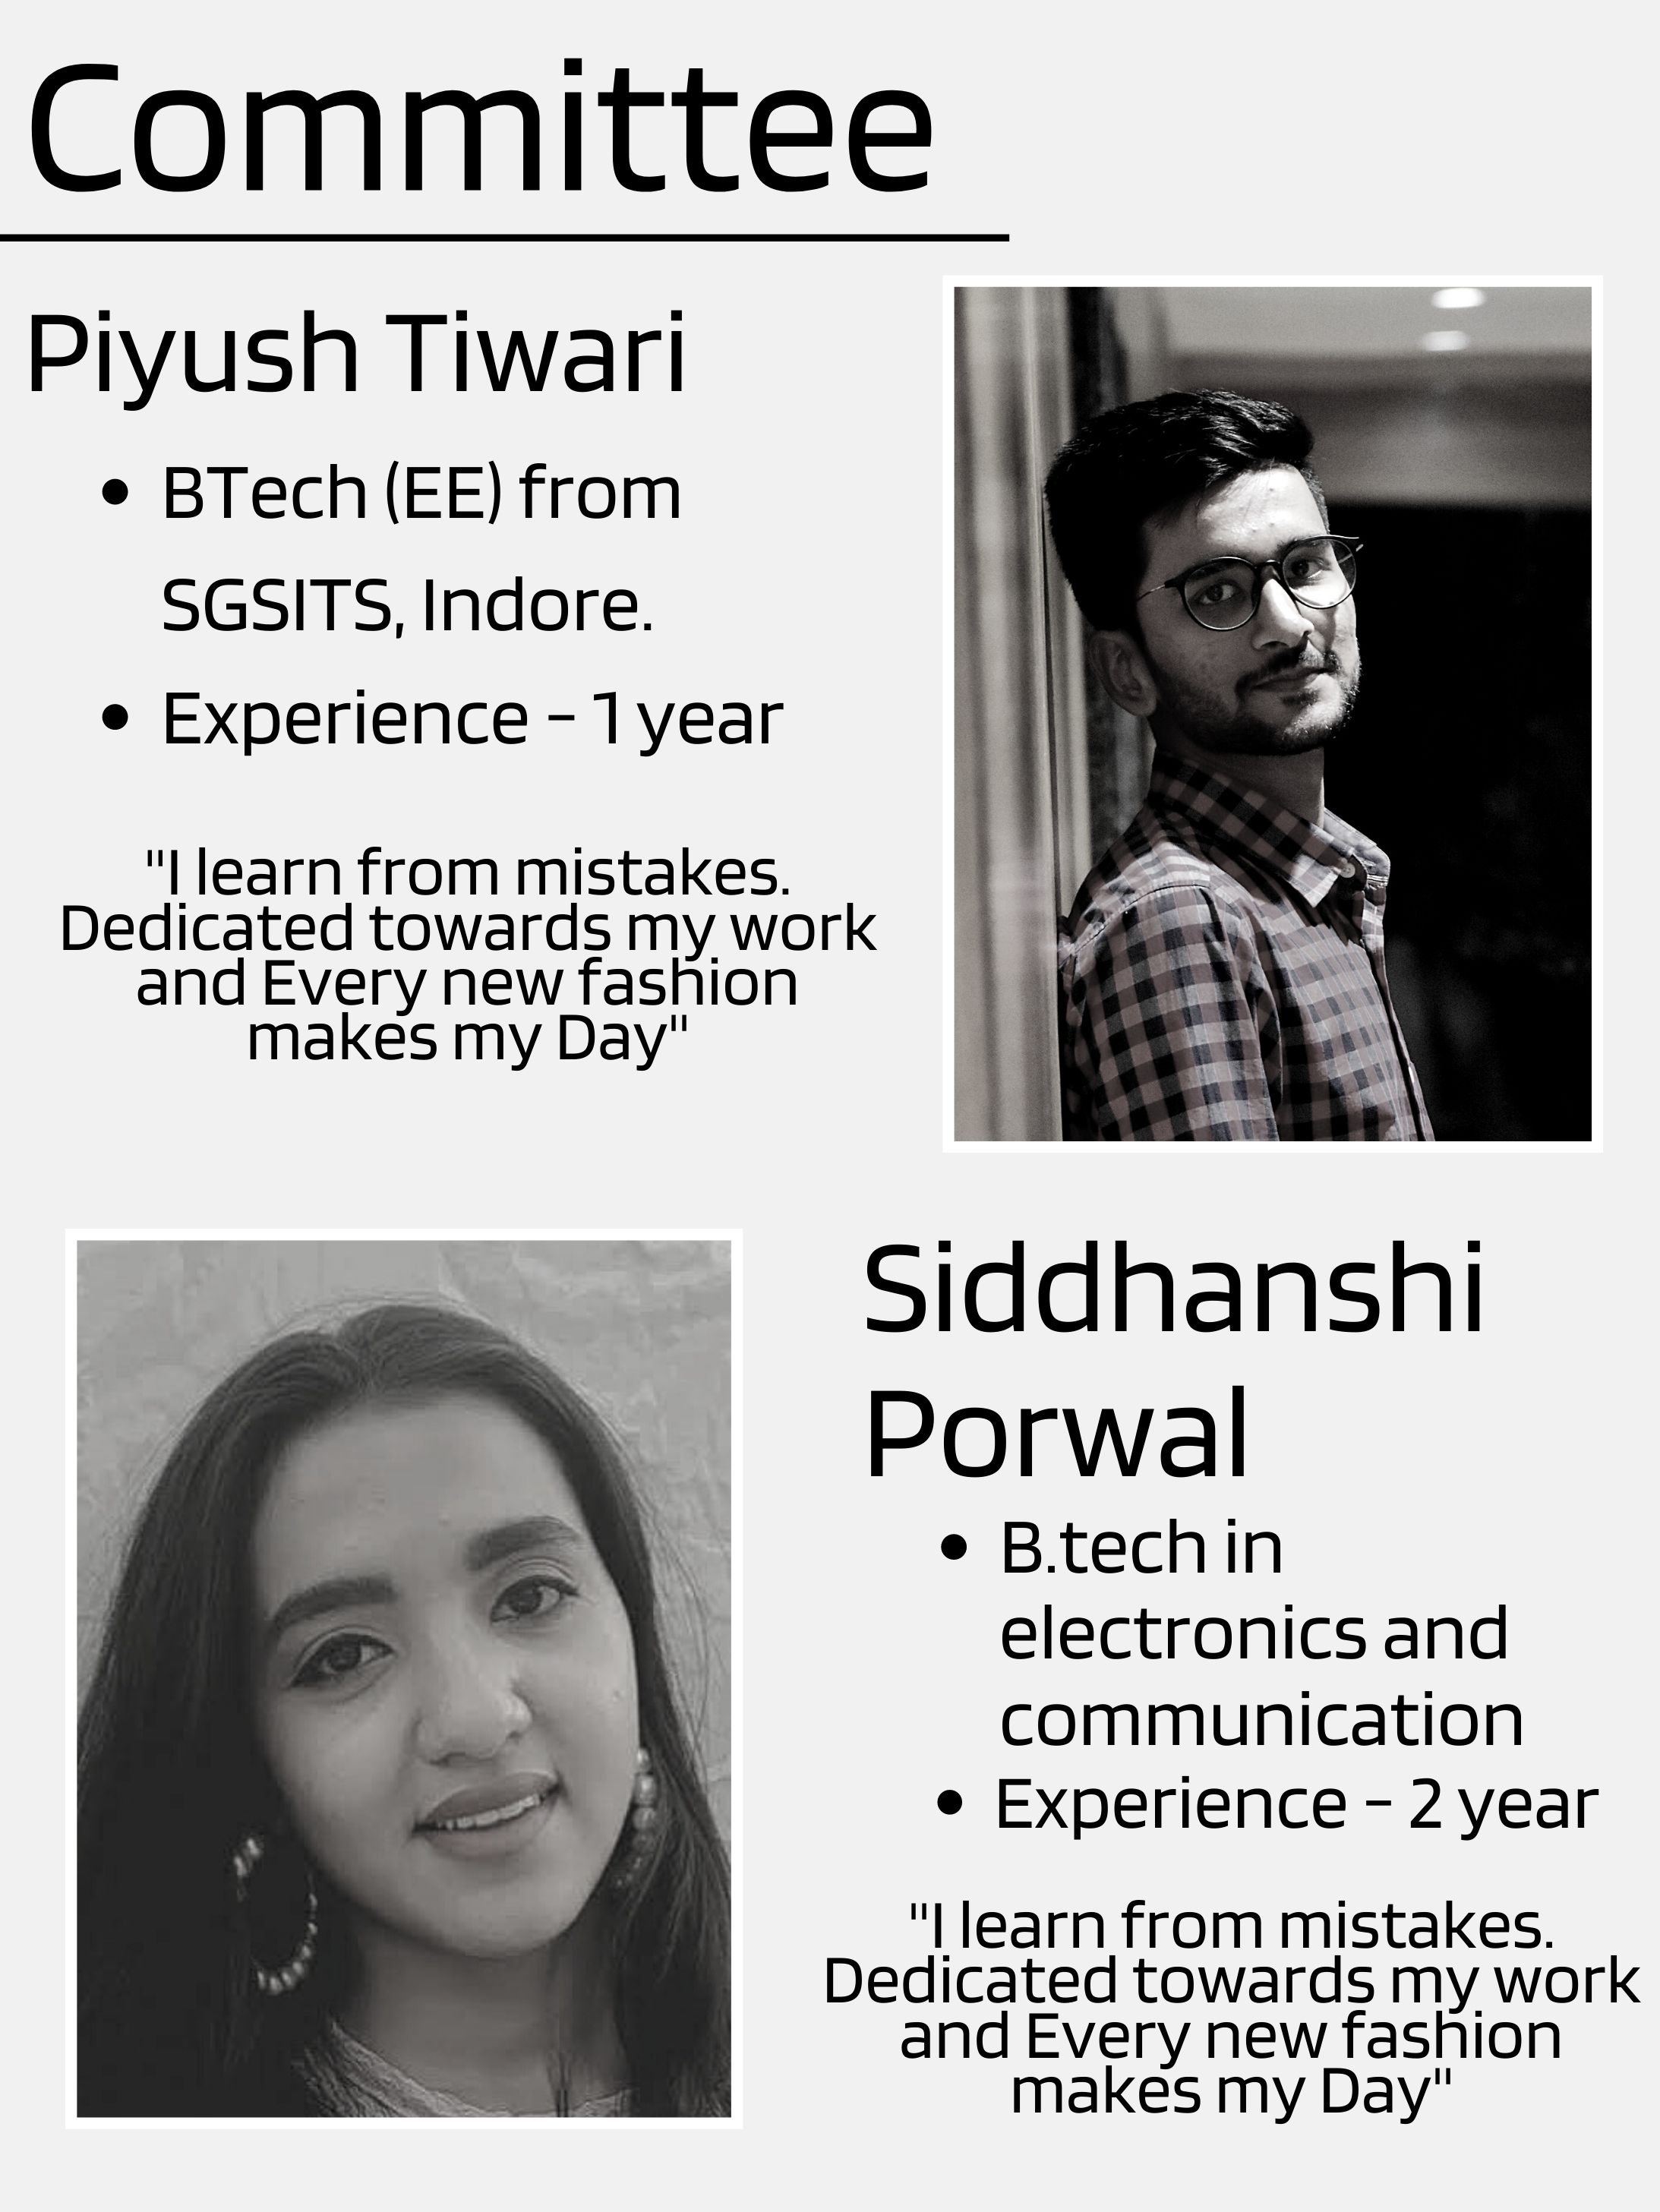 Committee
Piyush Tiwari
• BTech (EE) from
SGSITS, Indore.
• Experience - 1 year
"I learn from mistakes.
Dedicated towards my work
and Every new fashion
makes my Day"
Siddhanshi
Porwal
• B.tech in
electronics and
communication
• Experience - 2 year
"I learn from mistakes.
Dedicated towards my work
and Every new fashion
makes my Day"